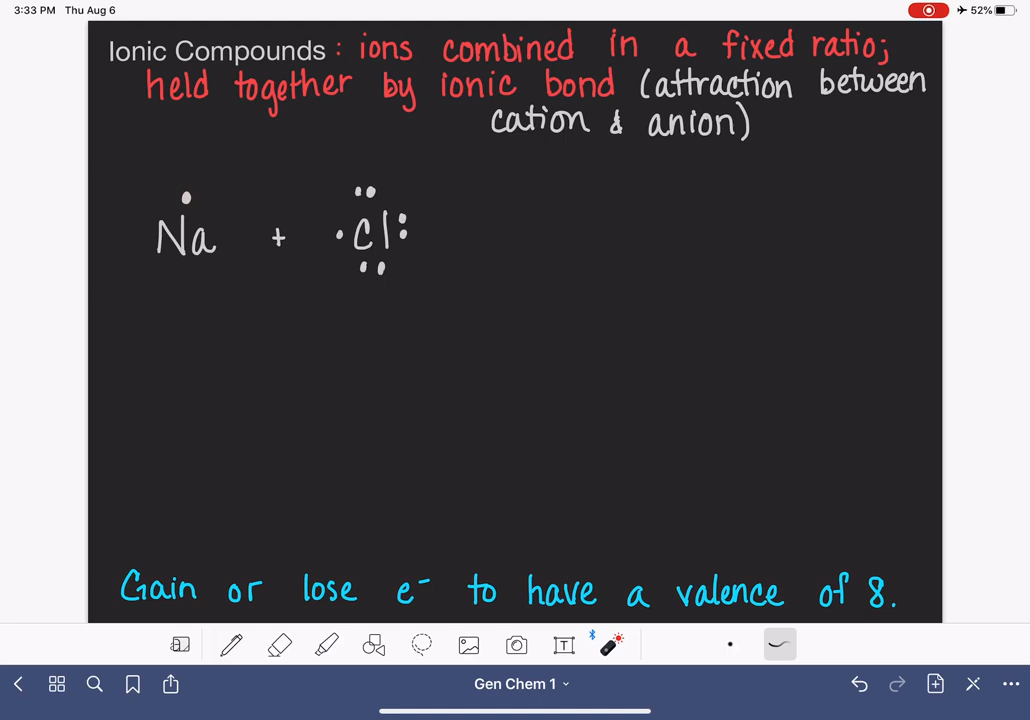 3:33 PM Thu Aug 6
52%
Ionic Compounds : ions combined in a fixed ratio;
held together by ionic bond (attraction between
cation & anion)
Na + Cl
Gain or lose e⁻ to have a valence of 8.
T
Gen Chem 1